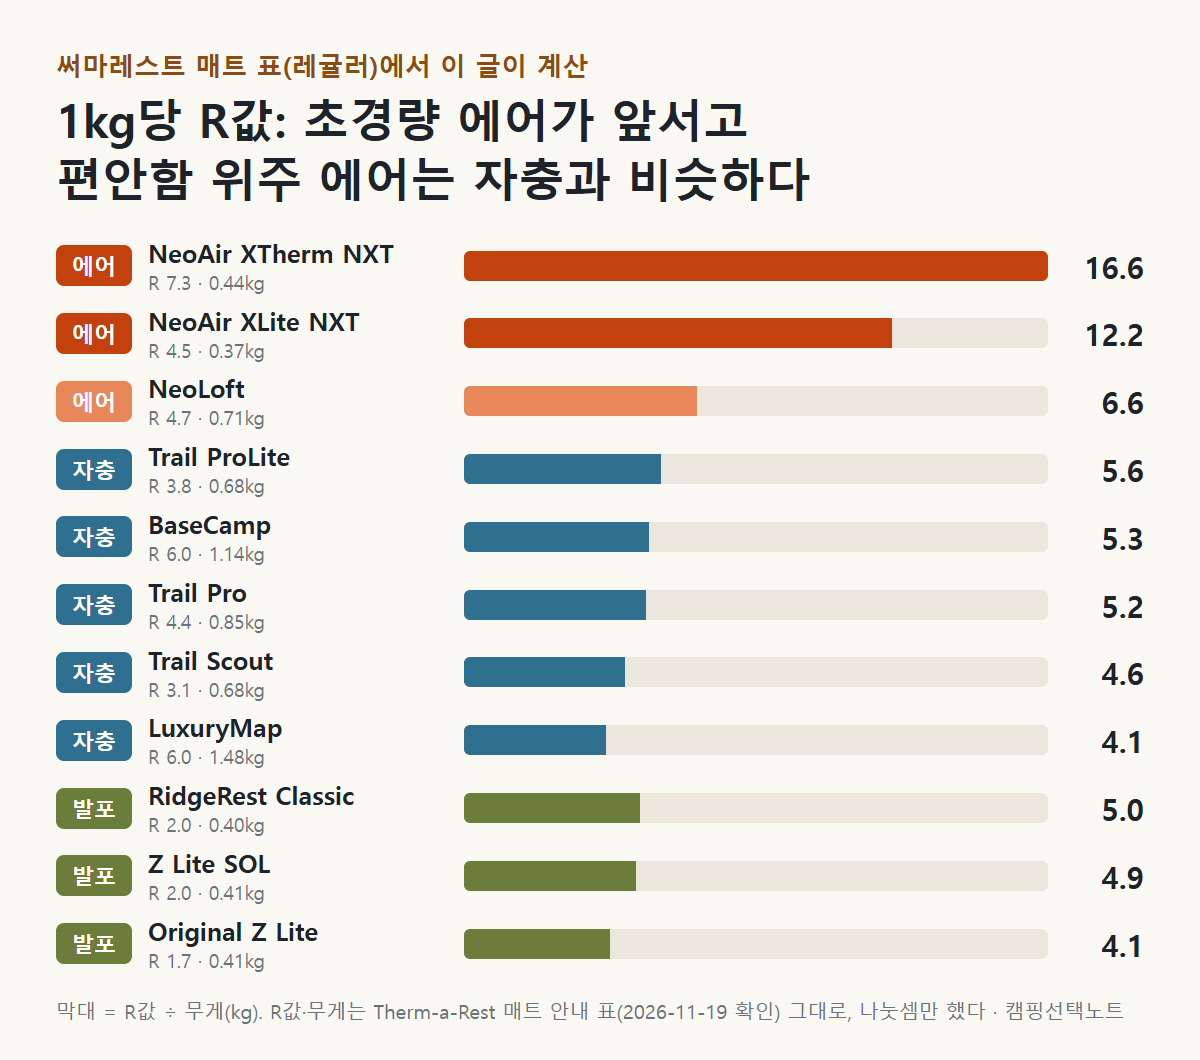 써마레스트 매트 표(레귤러)에서 이 글이 계산
1kg당 R값: 초경량 에어가 앞서고
편안함 위주 에어는 자충과 비슷하다
에어 NeoAir XTherm NXT
R 7.3 · 0.44kg
16.6
에어 NeoAir XLite NXT
R 4.5 · 0.37kg
12.2
에어 NeoLoft
R 4.7 · 0.71kg
6.6
자충 Trail ProLite
R 3.8 · 0.68kg
5.6
자충 BaseCamp
R 6.0 · 1.14kg
5.3
자충 Trail Pro
R 4.4 · 0.85kg
5.2
자충 Trail Scout
R 3.1 · 0.68kg
4.6
자충 LuxuryMap
R 6.0 · 1.48kg
4.1
발포 RidgeRest Classic
R 2.0 · 0.40kg
5.0
발포 Z Lite SOL
R 2.0 · 0.41kg
4.9
발포 Original Z Lite
R 1.7 · 0.41kg
4.1
막대 = R값 ÷ 무게(kg). R값·무게는 Therm-a-Rest 매트 안내 표(2026-11-19 확인) 그대로, 나눗셈만 했다 · 캠핑선택노트